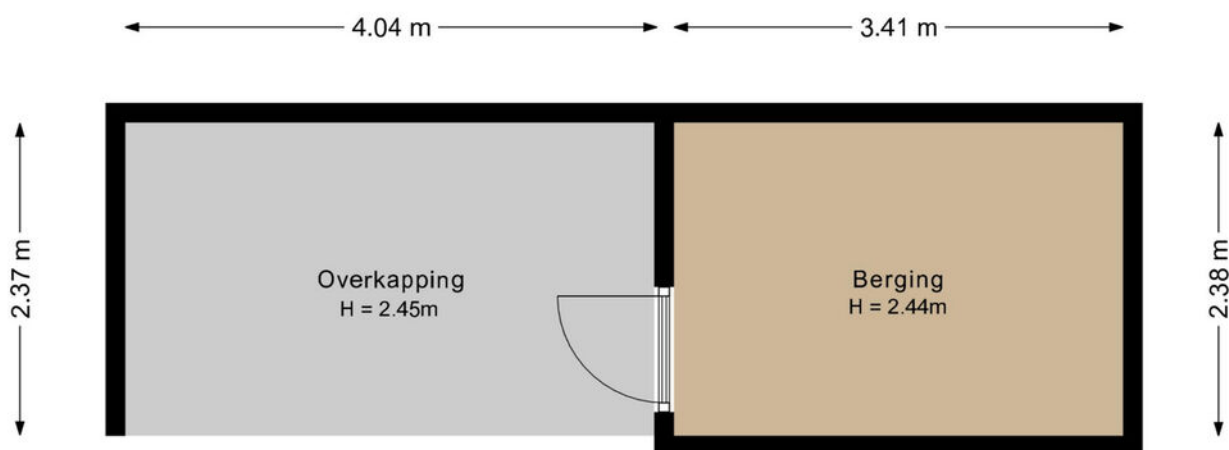 4.04 m
3.41 m
2.37 m
Overkapping
H = 2.45m
Berging
H = 2.44m
2.38 m